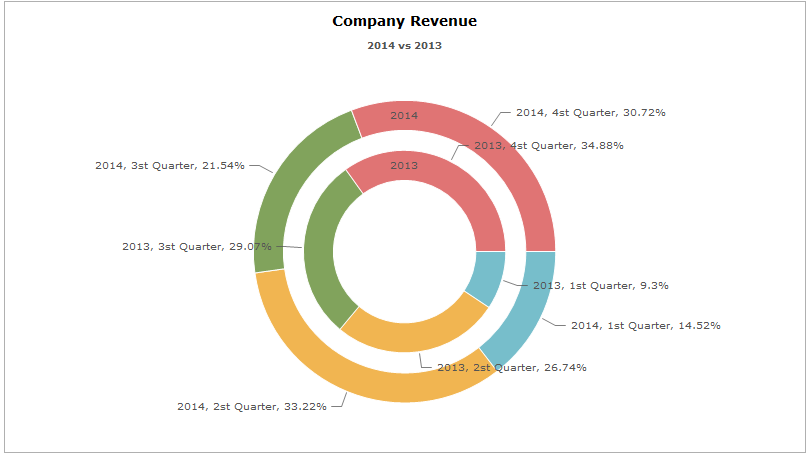 Company Revenue
2014 vs 2013
2014, 4st Quarter, 30.72%
2014
2013, 4st Quarter, 34.88%
2013
2014, 3st Quarter, 21.54%
2013, 3st Quarter, 29.07%
2013, 1st Quarter, 9.3%
2014, 1st Quarter, 14.52%
2013, 2st Quarter, 26.74%
2014, 2st Quarter, 33.22%